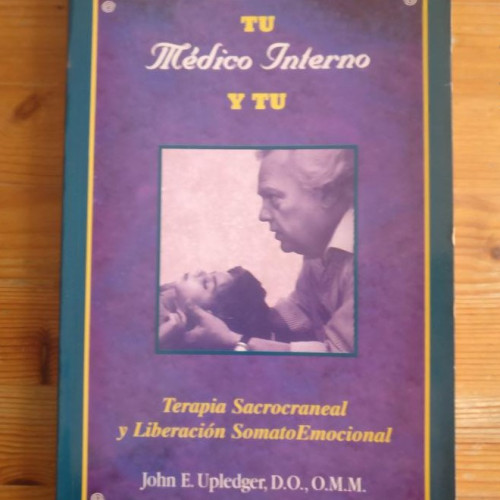 TU
Médico Interno
Y TU
Terapia Sacrocraneal
y Liberación SomatoEmocional
John E. Upledger, D.O., O.M.M.